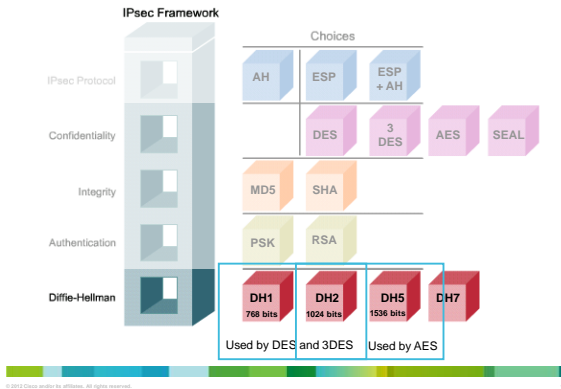 IPsec Framework
Choices
IPsec Protocol
AH
ESP
ESP
+ AH
Confidentiality
DES
3
DES
AES
SEAL
Integrity
MD5
SHA
Authentication
PSK
RSA
Diffie-Hellman
DH1
768 bits
DH2
1024 bits
DH5
1536 bits
DH7
Used by DES and 3DES
Used by AES
© 2012 Cisco and/or its affiliates. All rights reserved.